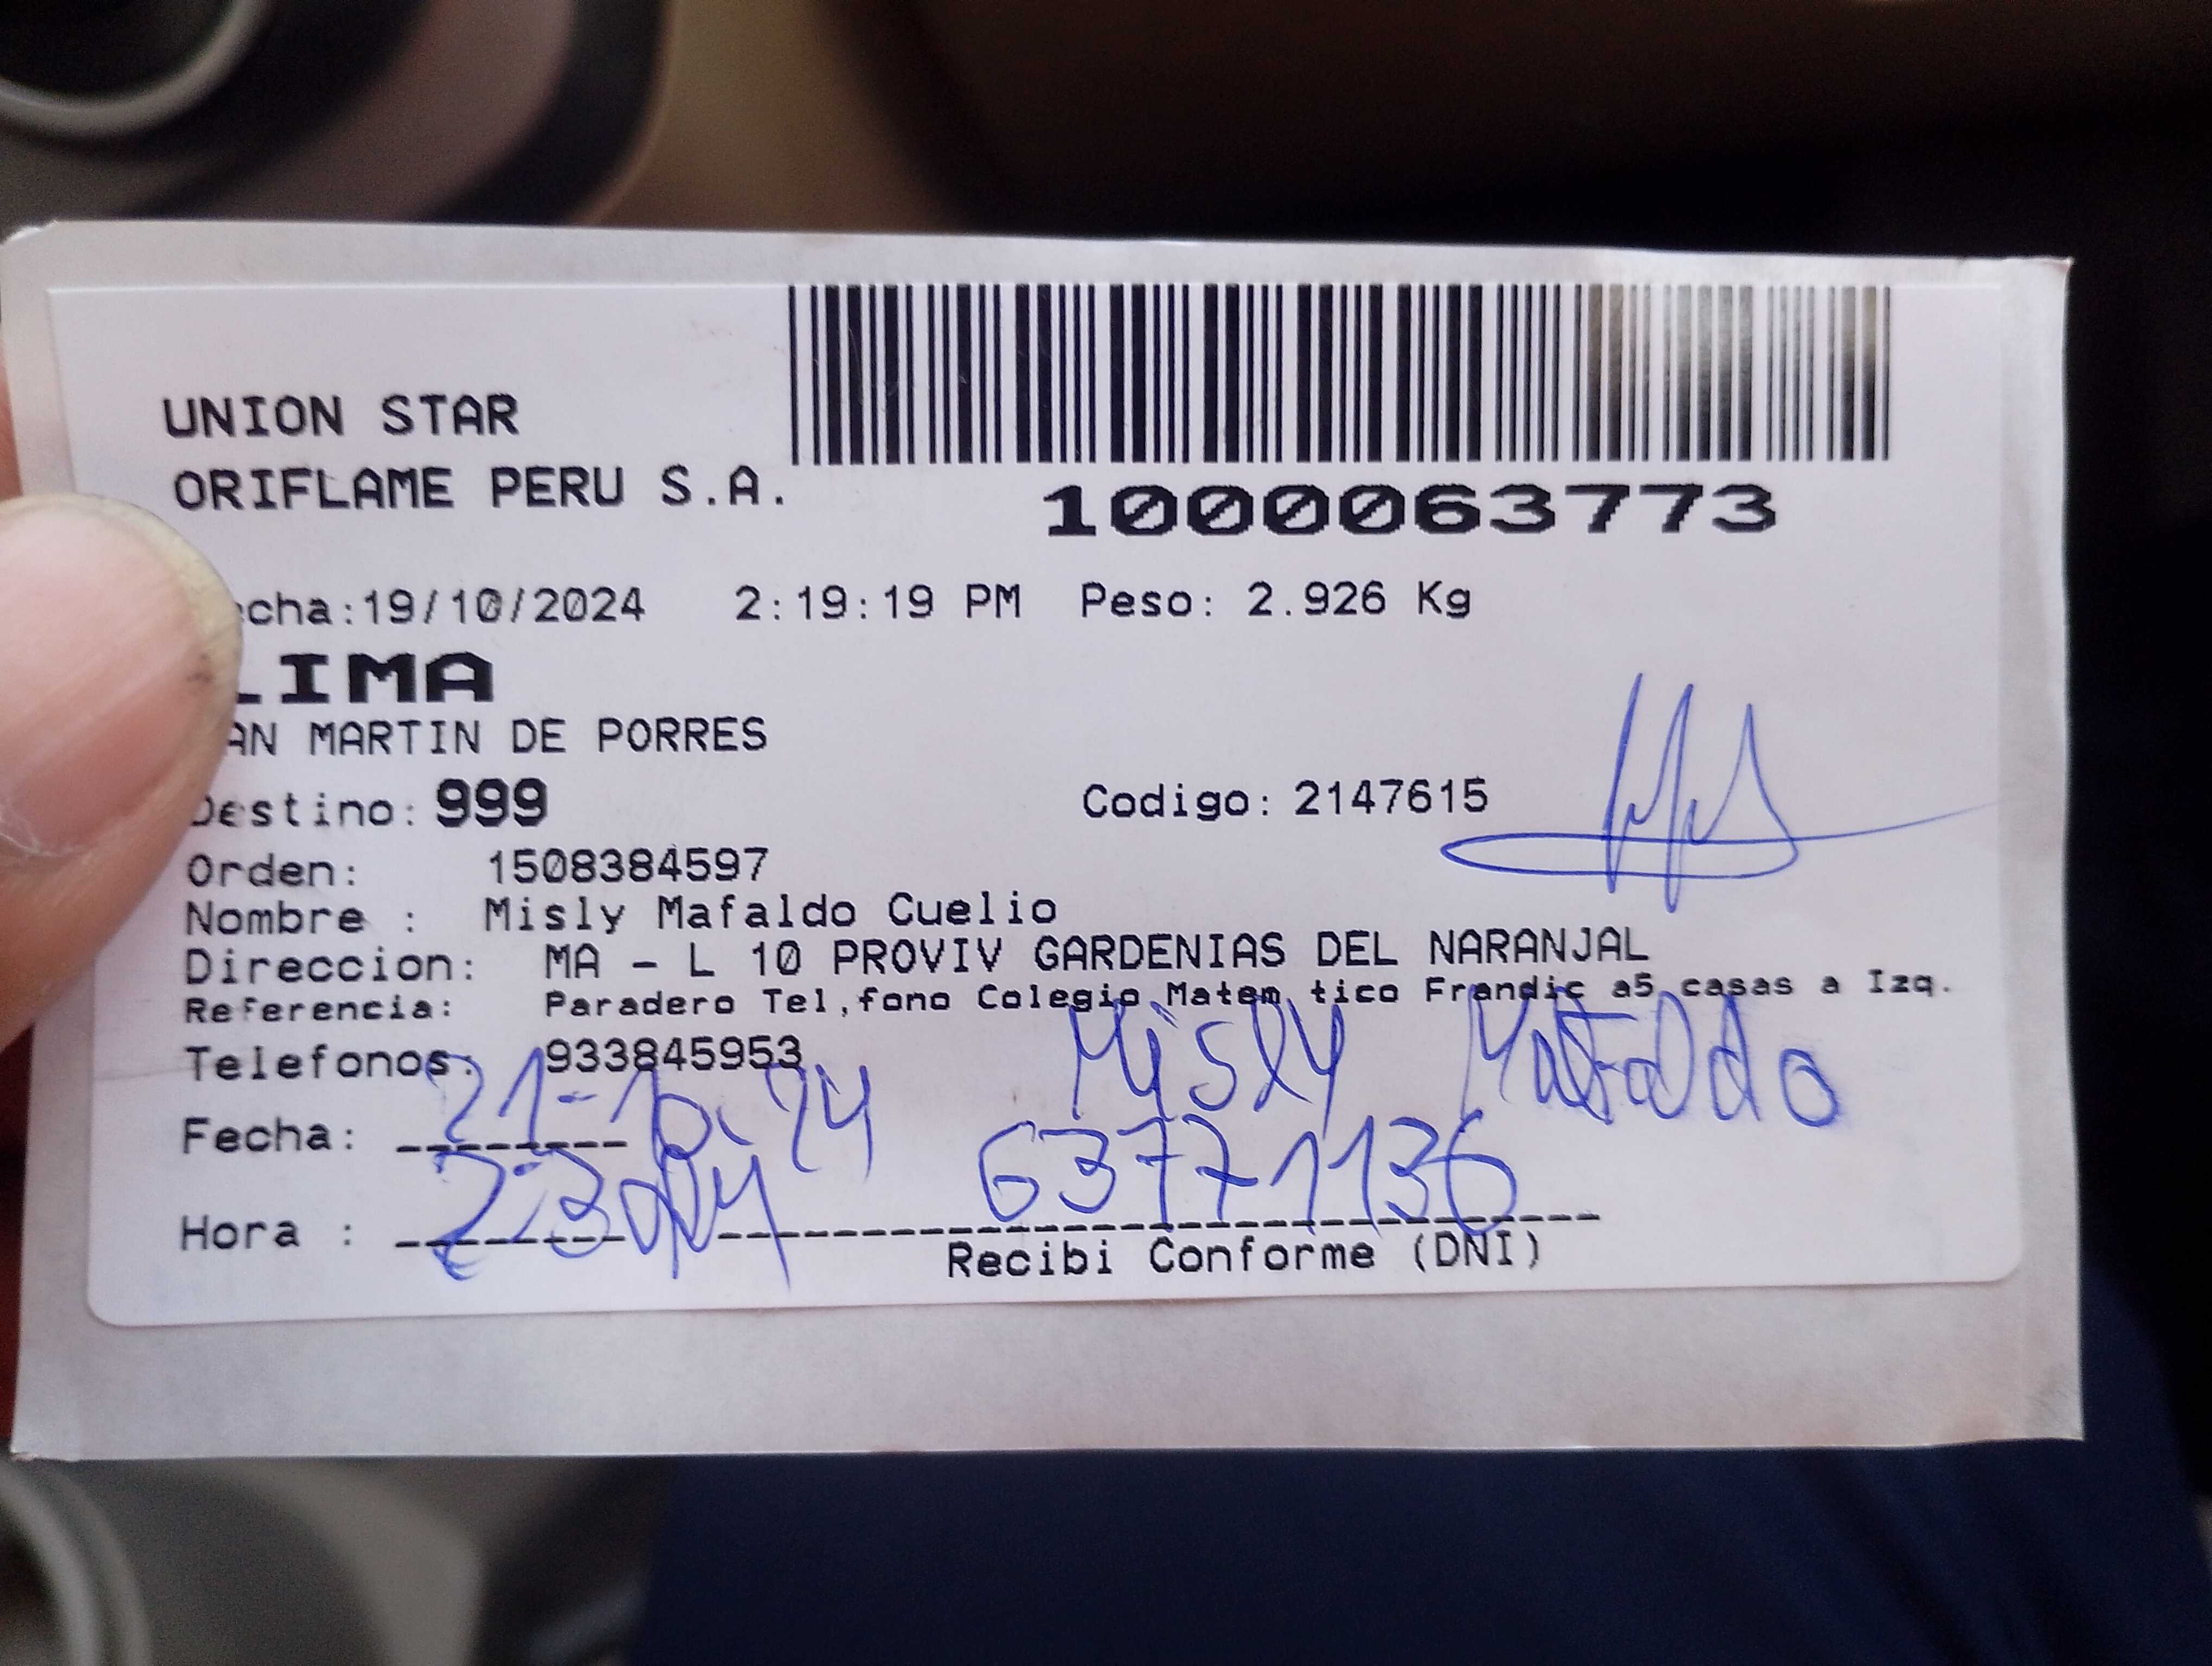 UNION STAR
ORIFLAME PERU S.A.
1000063773
echa:19/10/2024 2:19:19 PM Peso: 2.926 Kg
LIMA
AN MARTIN DE PORRES
Destino: 999 Codigo: 2147615
Orden: 1508384597
Nombre : Misly Mafaldo Cuelio
Direccion: MA - L 10 PROVIV GARDENIAS DEL NARANJAL
Referencia: Paradero Tel,fono Colegio Matem tico Frandic a5 casas a Izq.
Telefonos: 933845953
Misly Mafaldo
Fecha: 21-10-24
63771136
Hora : 2:30PM
Recibi Conforme (DNI)